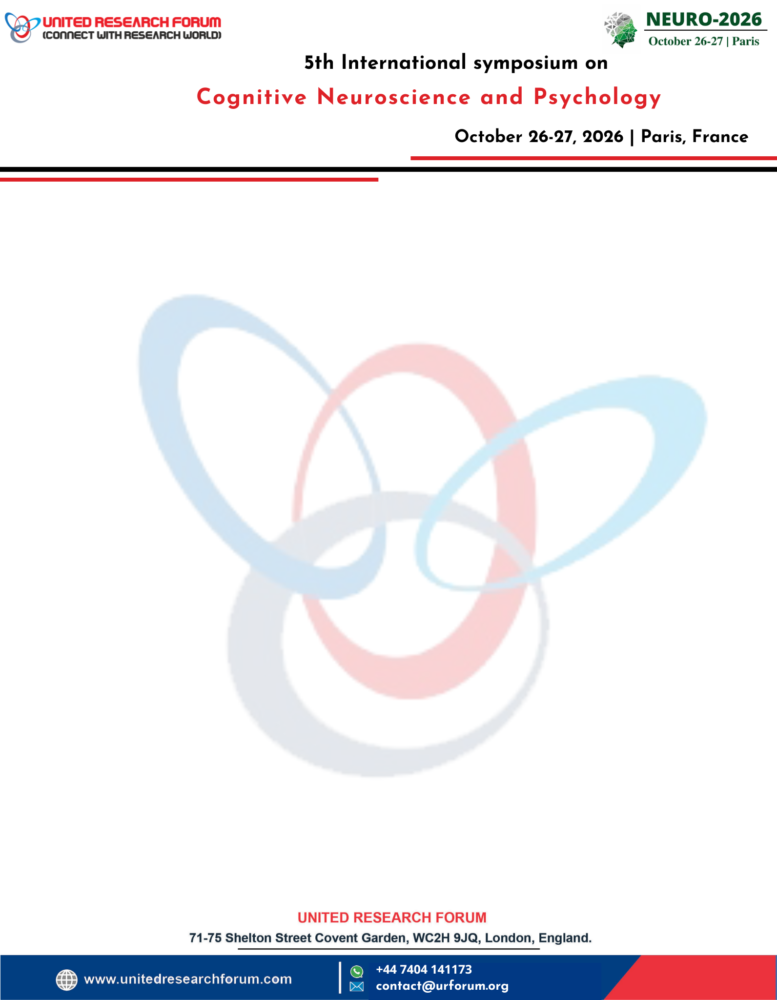 UNITED RESEARCH FORUM
(CONNECT WITH RESEARCH WORLD)
NEURO-2026
October 26-27 | Paris
5th International symposium on
Cognitive Neuroscience and Psychology
October 26-27, 2026 | Paris, France
UNITED RESEARCH FORUM
71-75 Shelton Street Covent Garden, WC2H 9JQ, London, England.
www.unitedresearchforum.com
+44 7404 141173
contact@urforum.org